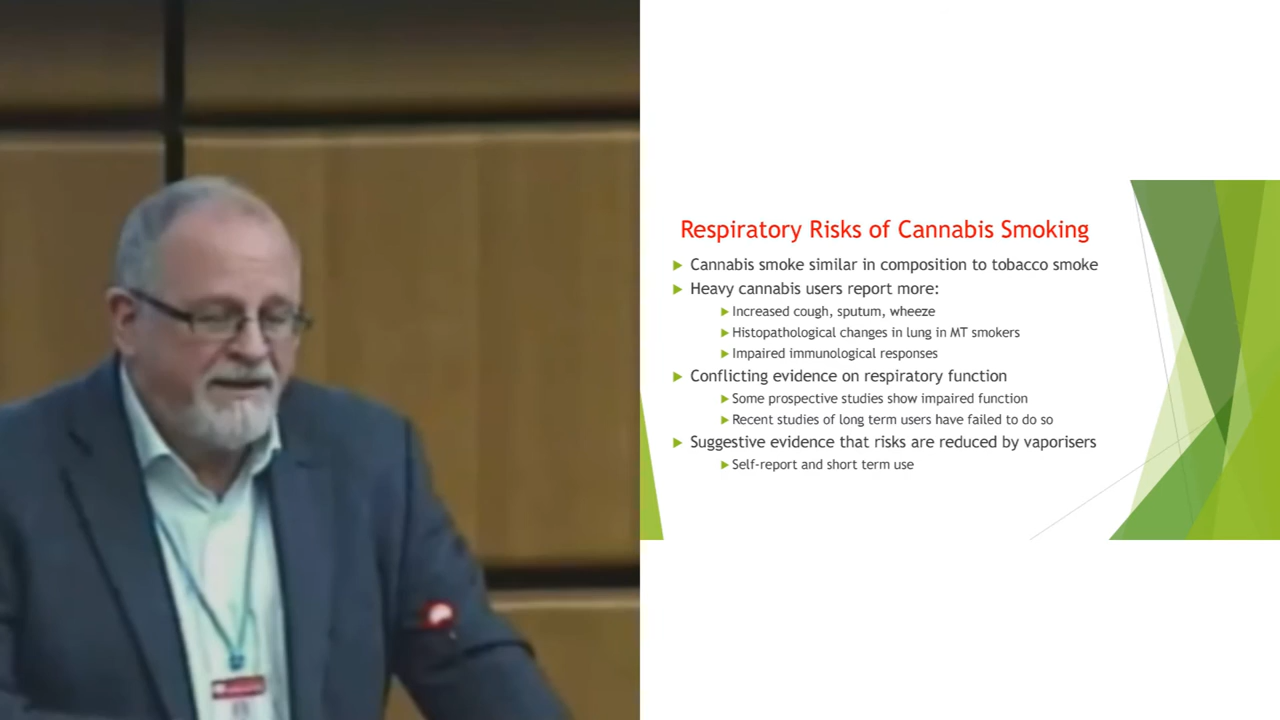 Respiratory Risks of Cannabis Smoking
Cannabis smoke similar in composition to tobacco smoke
Heavy cannabis users report more:
Increased cough, sputum, wheeze
Histopathological changes in lung in MT smokers
Impaired immunological responses
Conflicting evidence on respiratory function
Some prospective studies show impaired function
Recent studies of long term users have failed to do so
Suggestive evidence that risks are reduced by vaporisers
Self-report and short term use